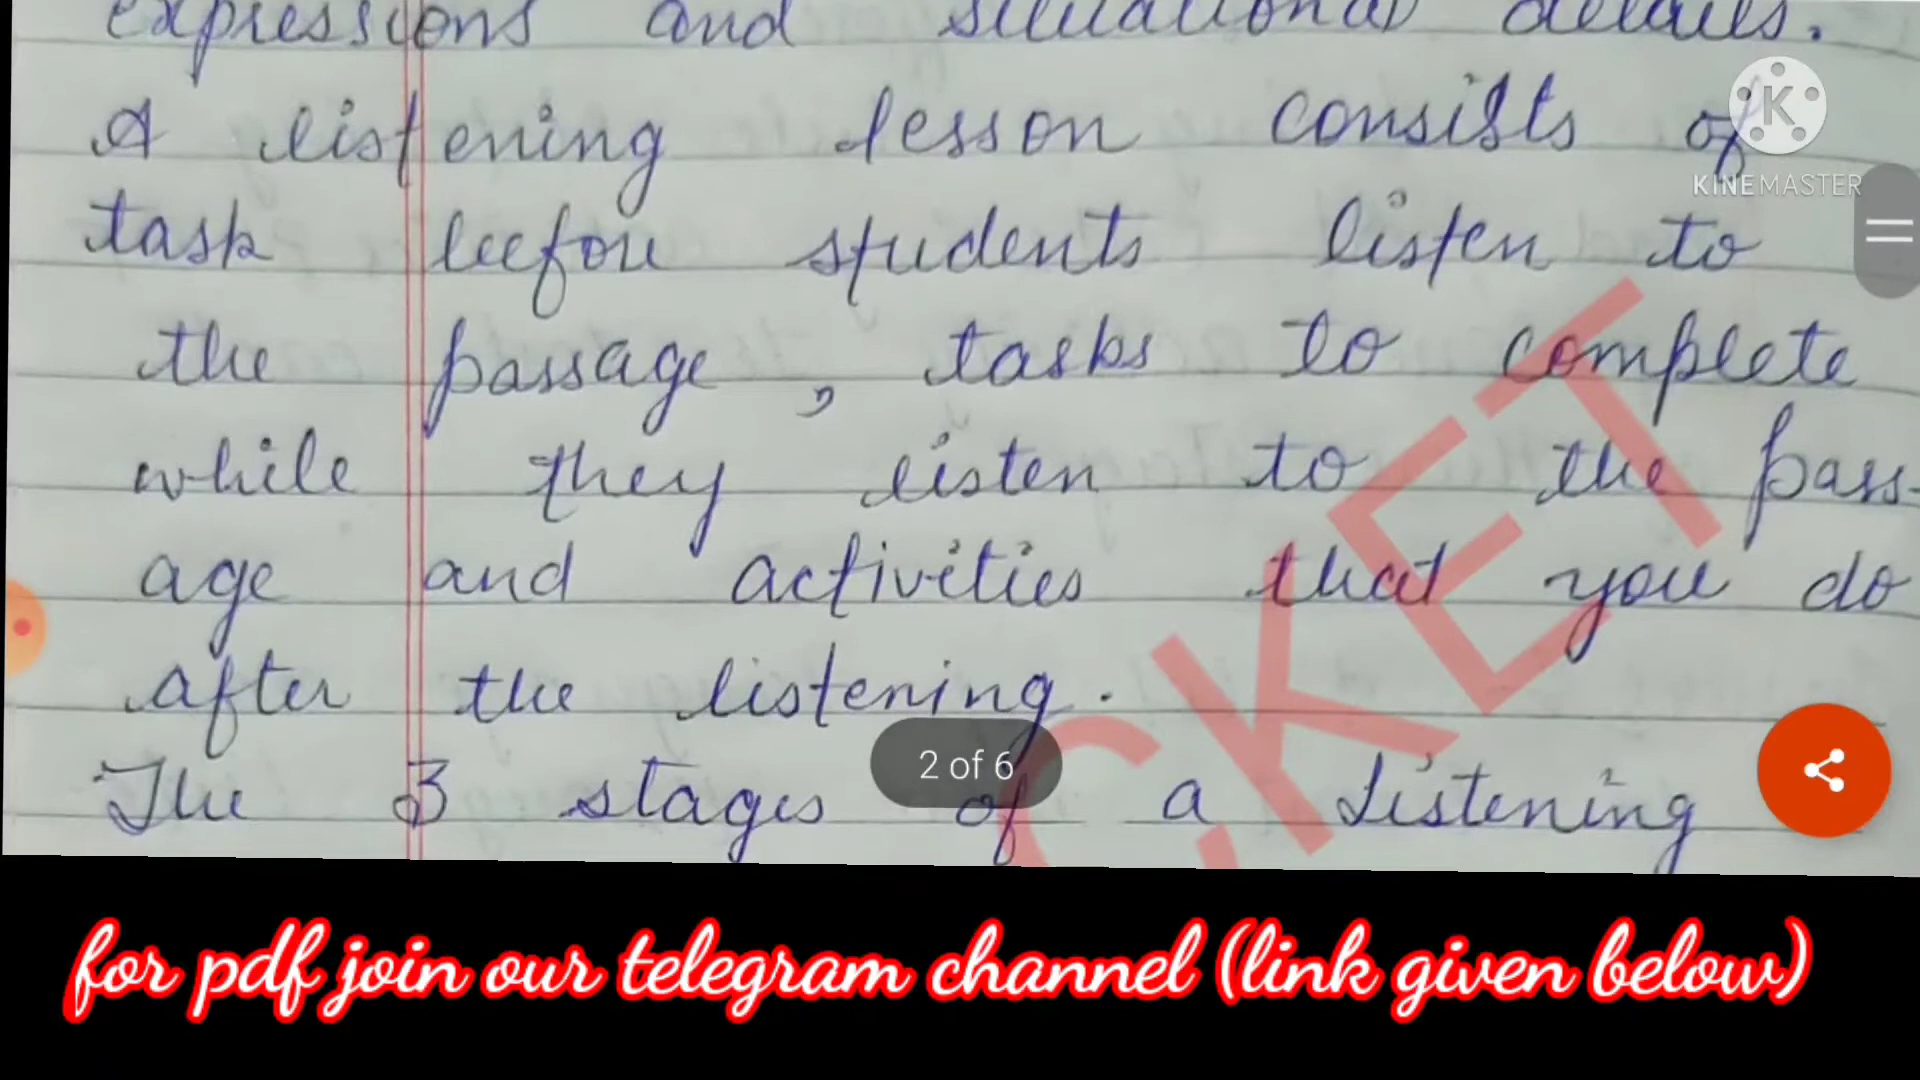 expressions and situational details.
A listening lesson consists of
task before students listen to
the passage, tasks to complete
while they listen to the pass-
age and activities that you do
after the listening.
The 3 stages of a Listening
2 of 6
KINEMASTER
CKET
for pdf join our telegram channel (link given below)